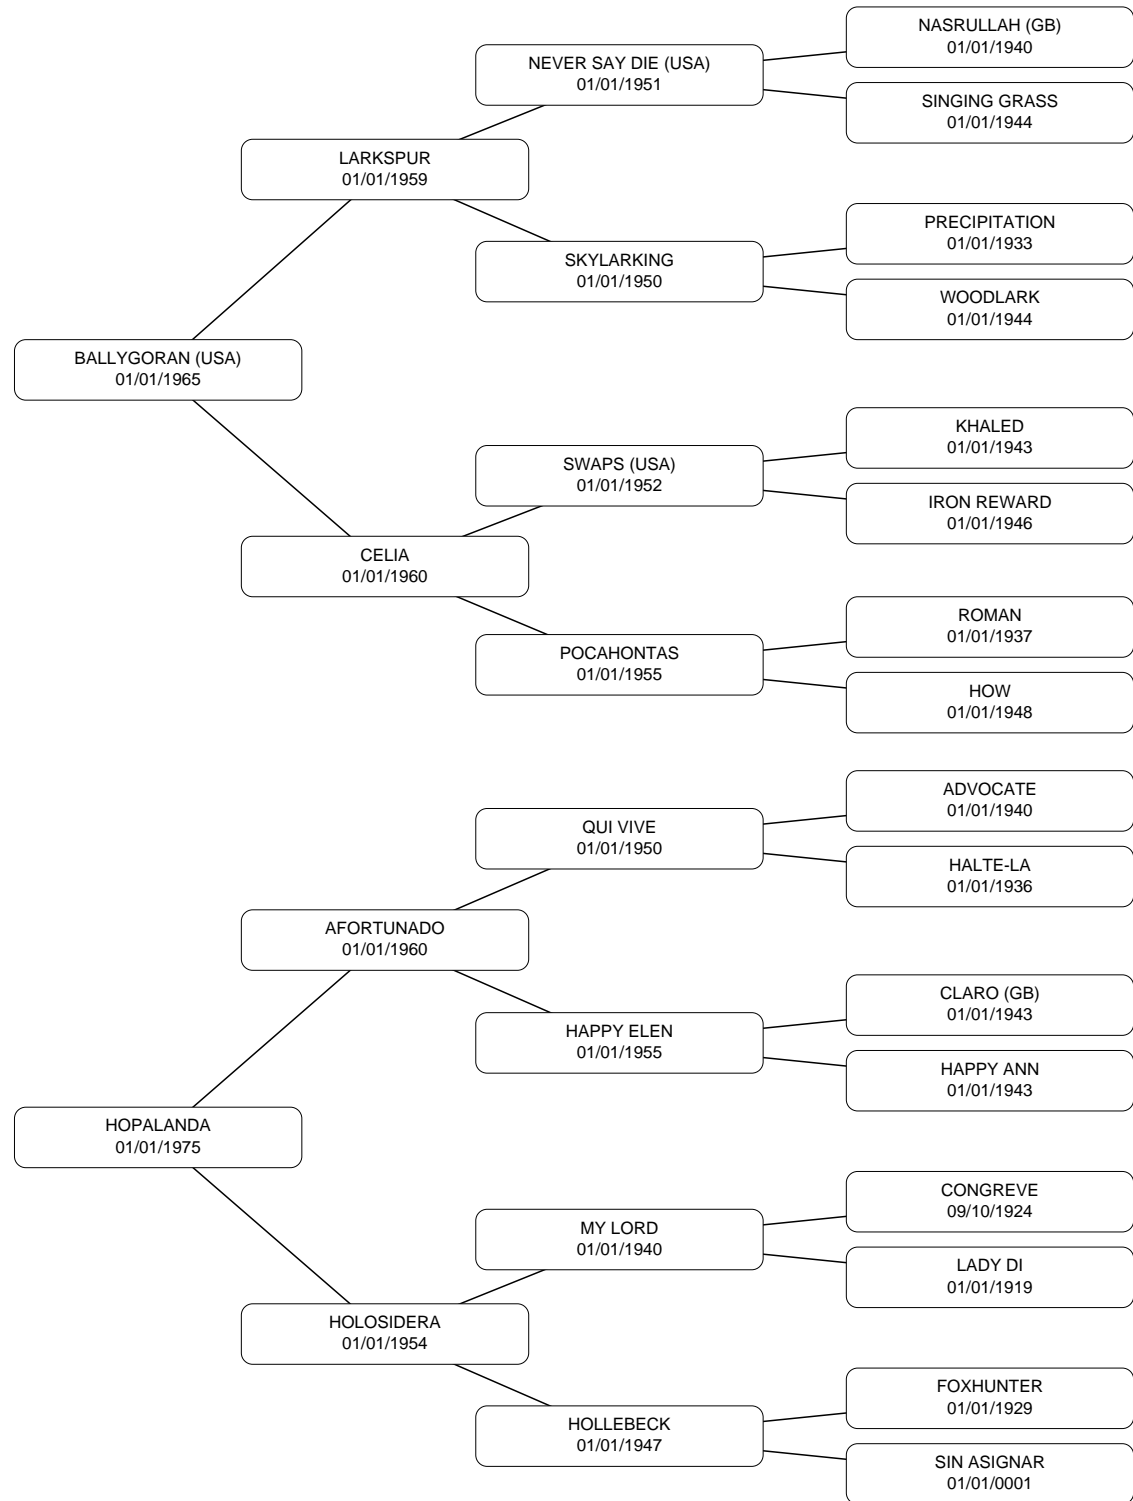 NASRULLAH (GB)
01/01/1940
NEVER SAY DIE (USA)
01/01/1951
SINGING GRASS
01/01/1944
LARKSPUR
01/01/1959
PRECIPITATION
01/01/1933
SKYLARKING
01/01/1950
WOODLARK
01/01/1944
BALLYGORAN (USA)
01/01/1965
KHALED
01/01/1943
SWAPS (USA)
01/01/1952
IRON REWARD
01/01/1946
CELIA
01/01/1960
ROMAN
01/01/1937
POCAHONTAS
01/01/1955
HOW
01/01/1948
ADVOCATE
01/01/1940
QUI VIVE
01/01/1950
HALTE-LA
01/01/1936
AFORTUNADO
01/01/1960
CLARO (GB)
01/01/1943
HAPPY ELEN
01/01/1955
HAPPY ANN
01/01/1943
HOPALANDA
01/01/1975
CONGREVE
09/10/1924
MY LORD
01/01/1940
LADY DI
01/01/1919
HOLOSIDERA
01/01/1954
FOXHUNTER
01/01/1929
HOLLEBECK
01/01/1947
SIN ASIGNAR
01/01/0001